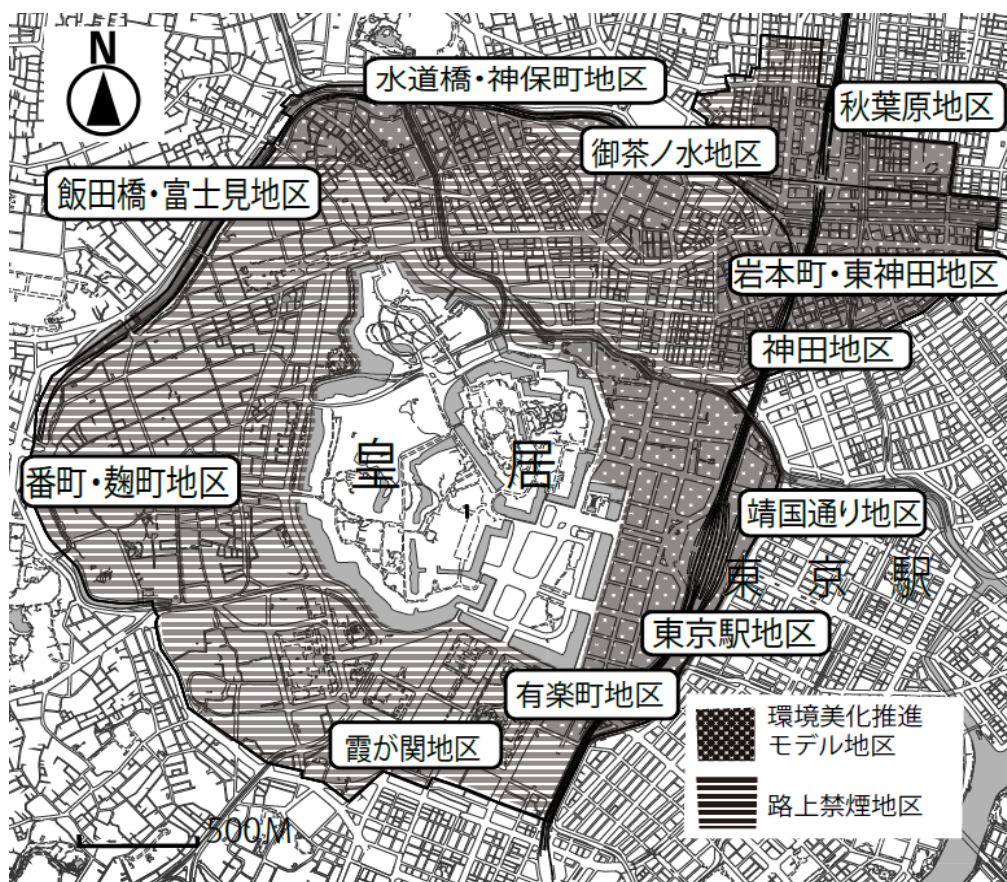 N
水道橋・神保町地区
秋葉原地区
御茶ノ水地区
飯田橋・富士見地区
岩本町・東神田地区
神田地区
皇居
1
番町・麹町地区
靖国通り地区
東京駅
東京駅地区
有楽町地区
霞が関地区
環境美化推進
モデル地区
路上禁煙地区
500M